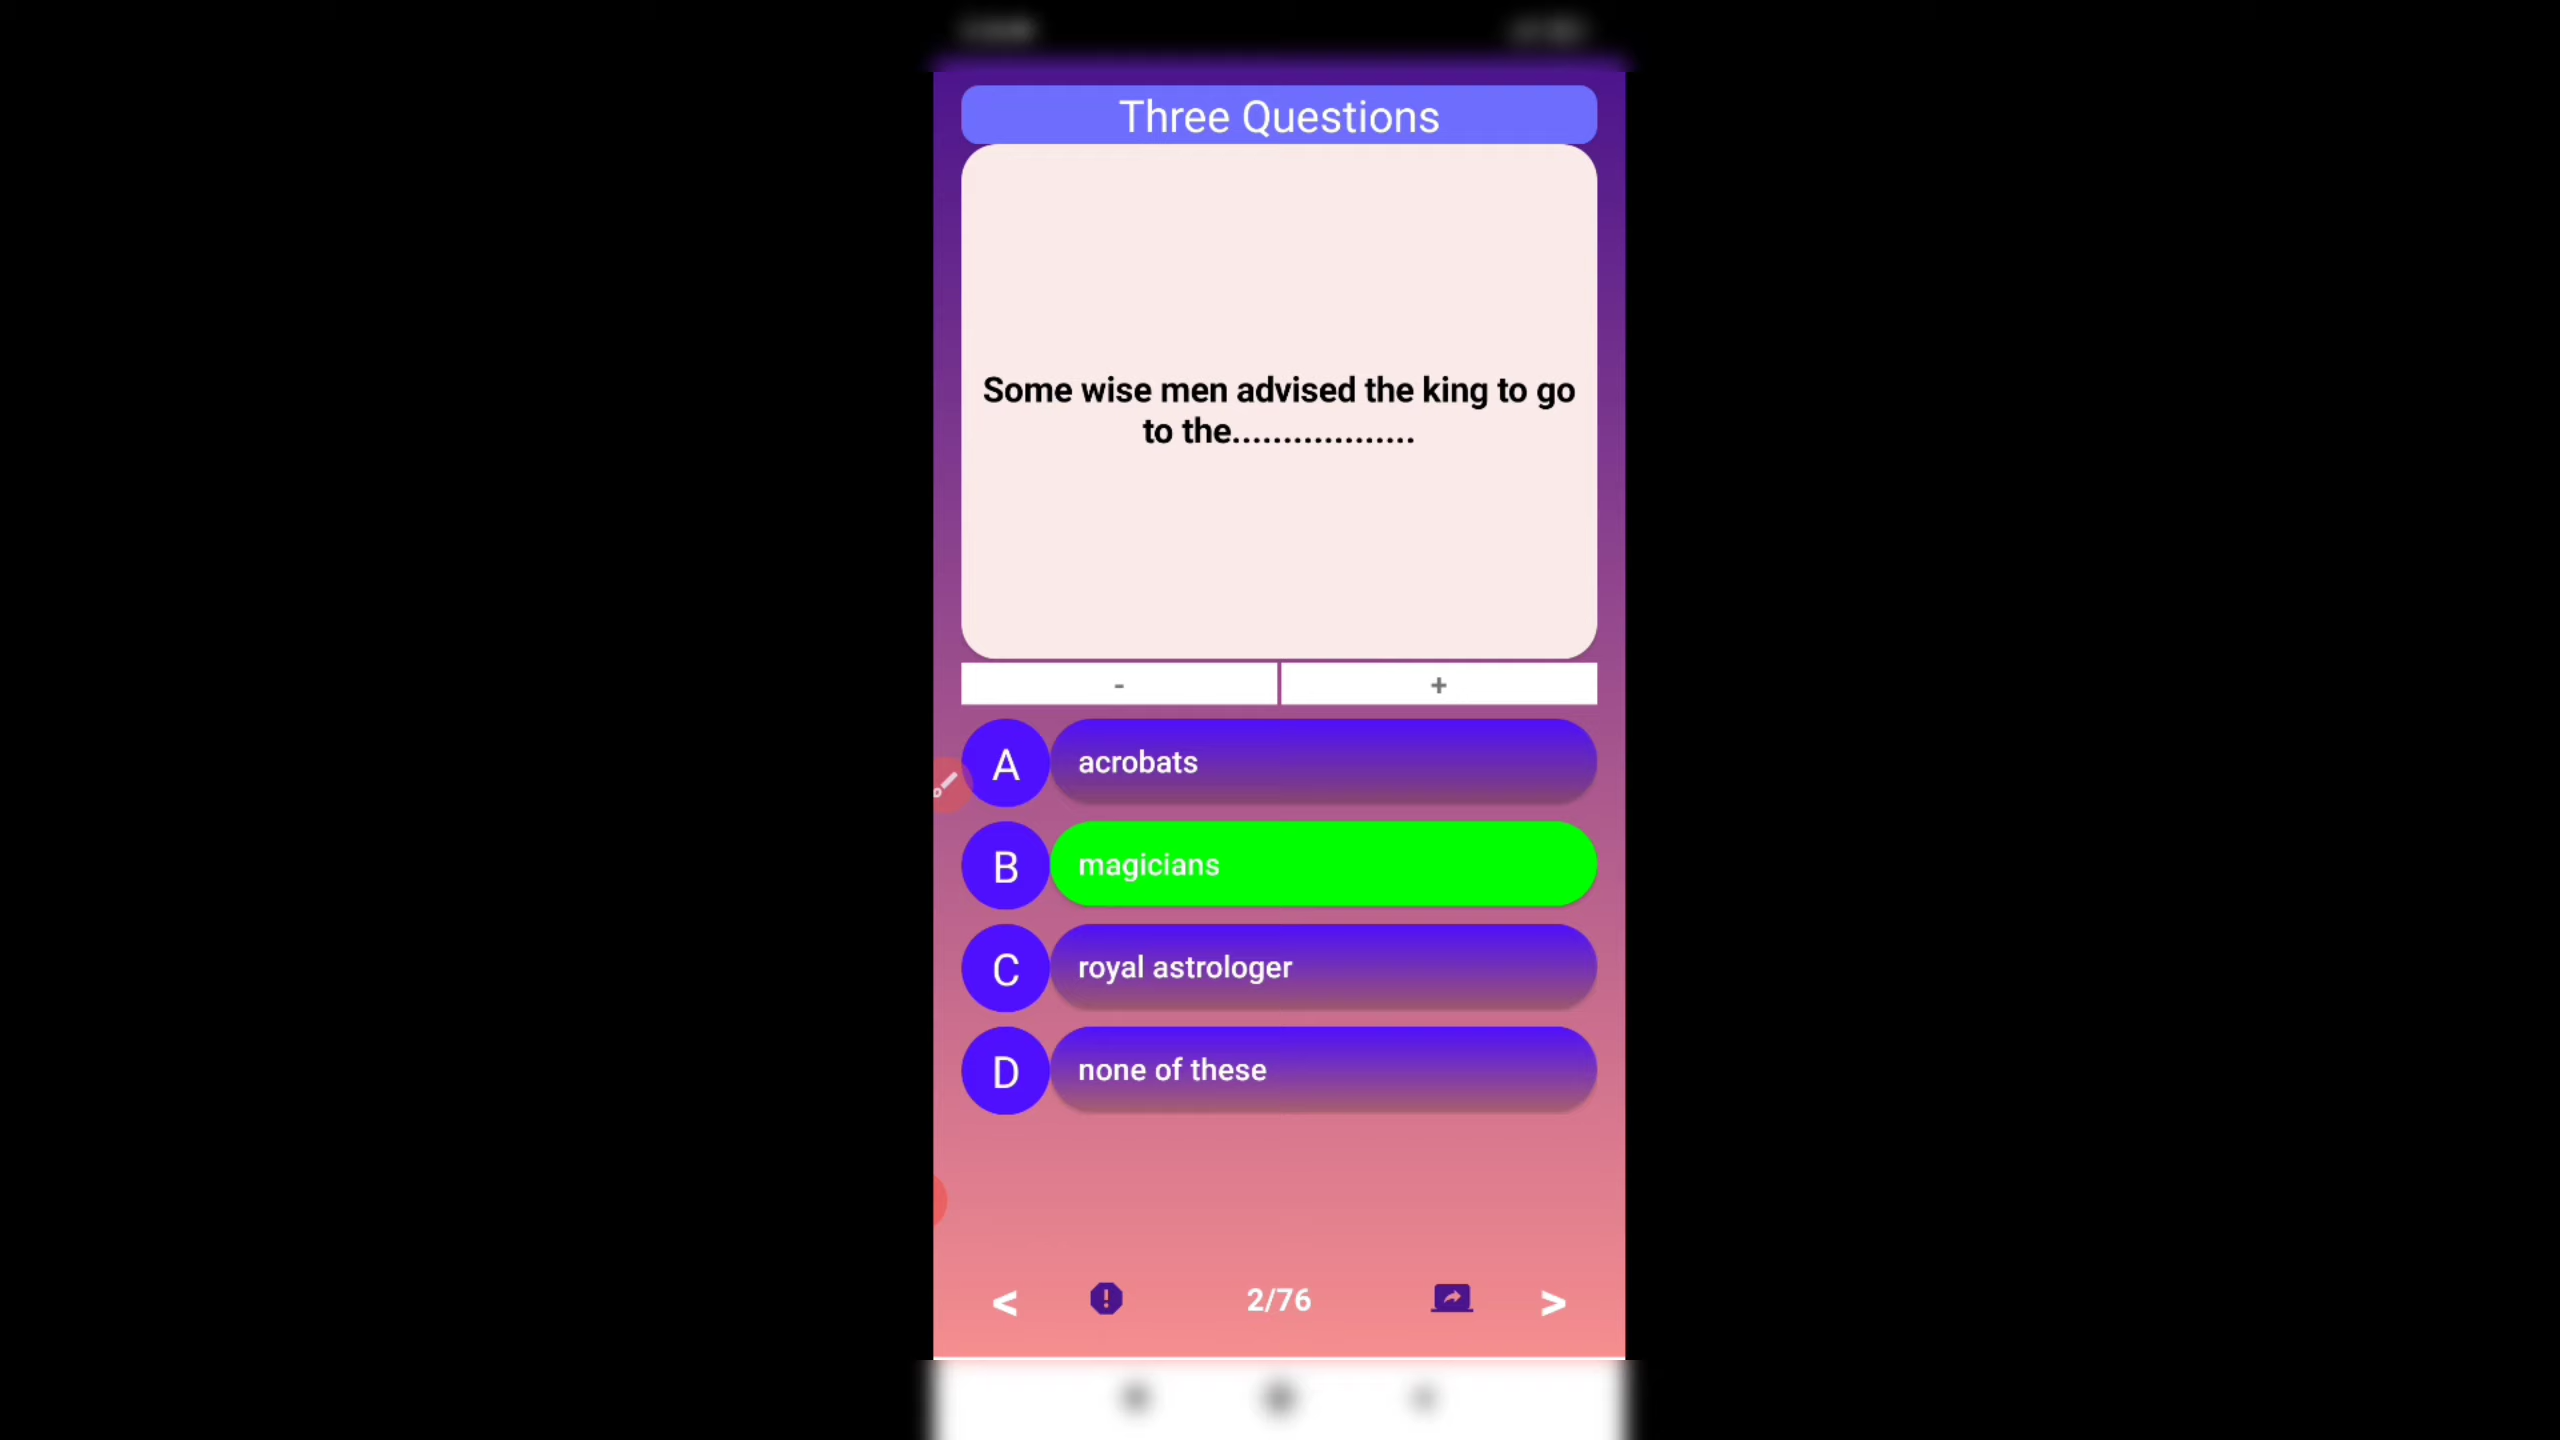 Three Questions
Some wise men advised the king to go
to the..................
-
+
A
acrobats
B
magicians
C
royal astrologer
D
none of these
<
2/76
>